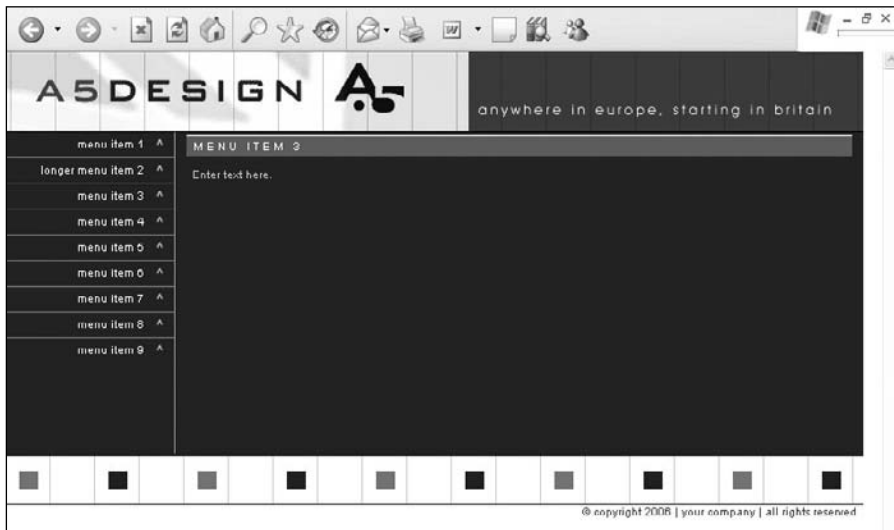 A5DESIGN
anywhere in europe, starting in britain
menu item 1 ^
longer menu item 2 ^
menu item 3 ^
menu item 4 ^
menu item 5 ^
menu item 6 ^
menu item 7 ^
menu item 8 ^
menu item 9 ^
MENU ITEM 3
Enter text here.
© copyright 2006 | your company | all rights reserved